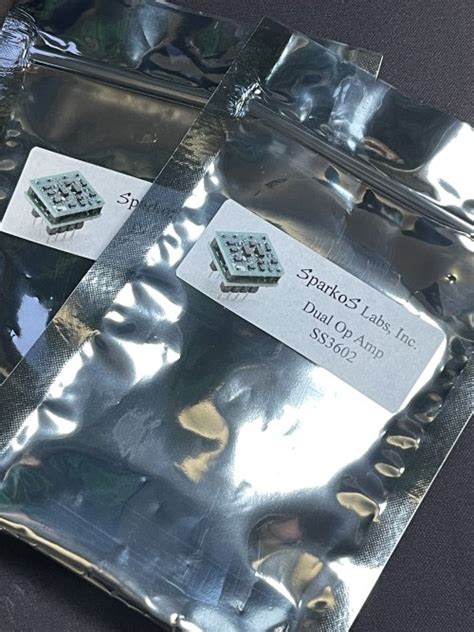 SparkoS Labs, Inc.
Dual Op Amp
SS3602